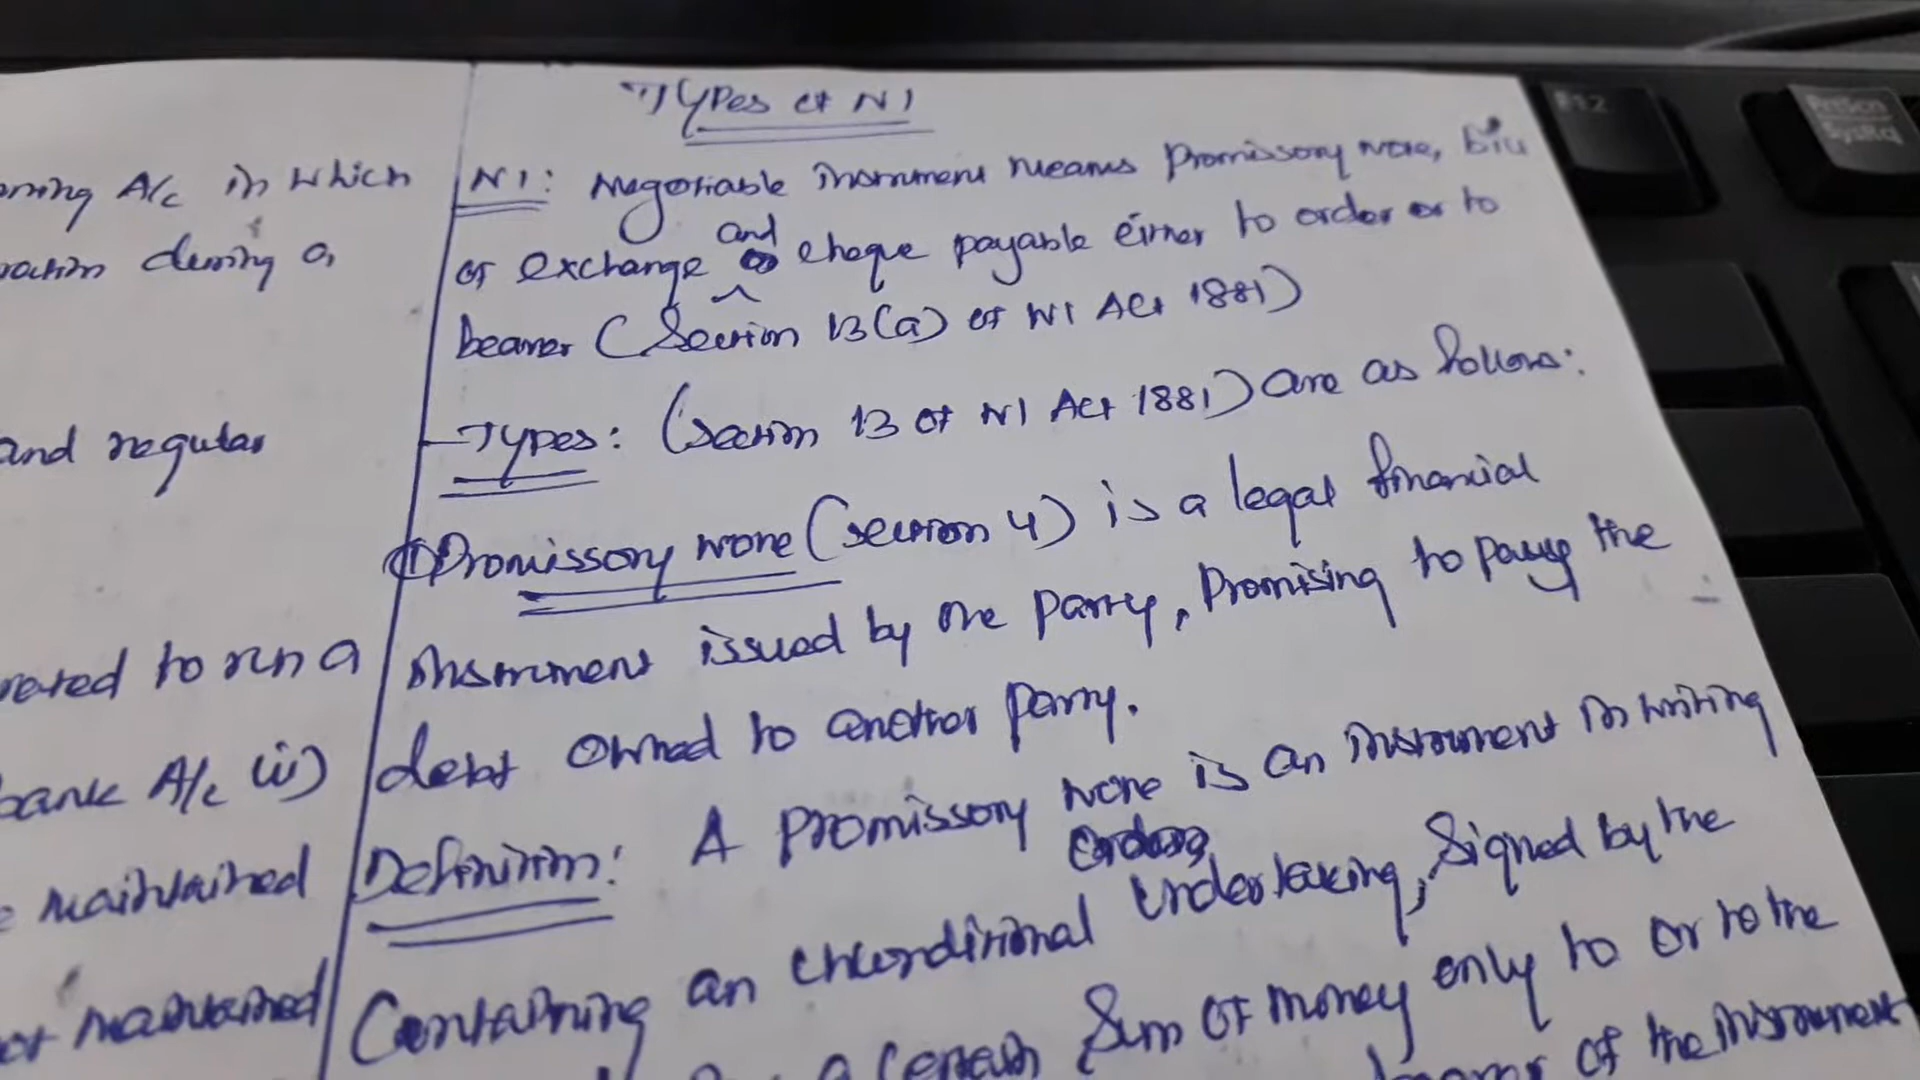 Types of NI
NI: Negotiable instrument means promissory note, bill
of exchange and cheque payable either to order or to
bearer (Section 13(a) of NI Act 1881)
Types: (section 13 of NI Act 1881) are as follows:
① Promissory note (section 4) is a legal financial
instrument issued by one party, promising to pay the
debt owned to another party.
Definition: A promissory note is an instrument in writing
Containing an unconditional undertaking, signed by the
a certain sum of money only to or to the
of the instrument
A/c in which
during a
and regular
to run a
bank A/c (ii)
maintained
maintained
F12
PrtScn
SysRq